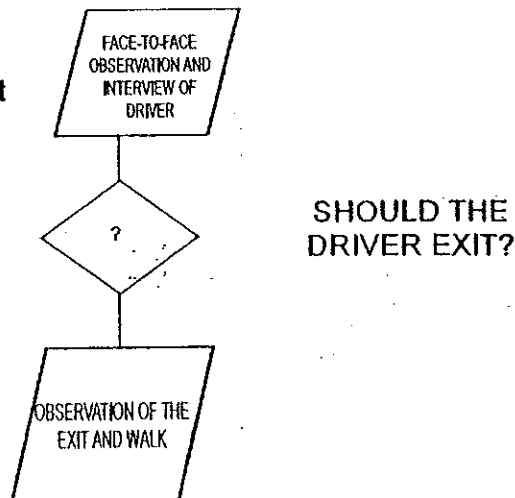 FACE-TO-FACE
OBSERVATION AND
INTERVIEW OF
DRIVER
?
SHOULD THE
DRIVER EXIT?
OBSERVATION OF THE
EXIT AND WALK